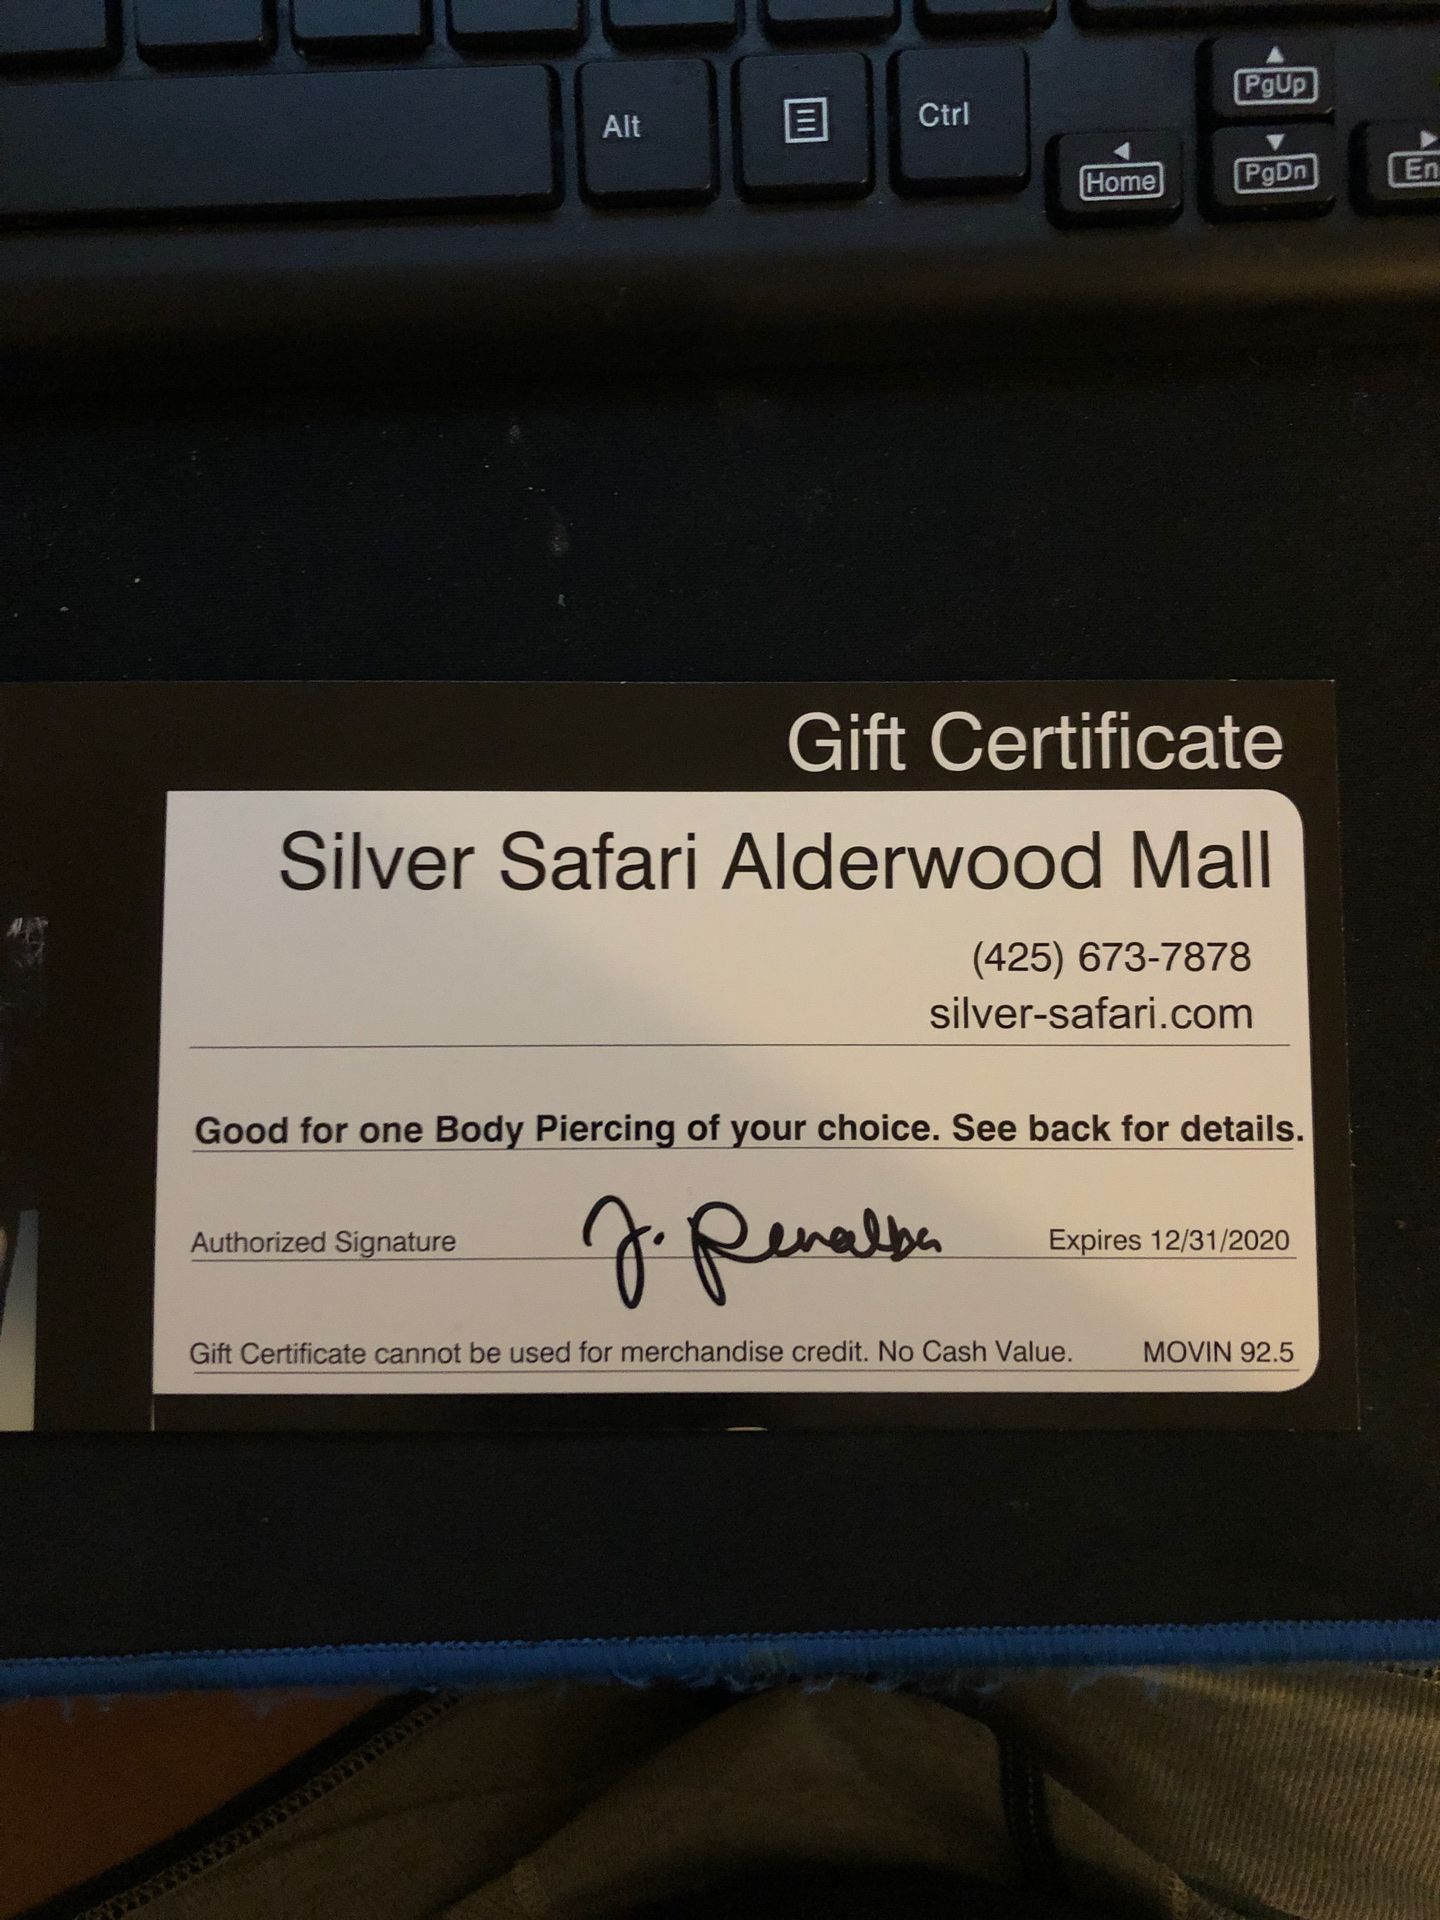 Alt
Ctrl
PgUp
Home
PgDn
Gift Certificate
Silver Safari Alderwood Mall
(425) 673-7878
silver-safari.com
Good for one Body Piercing of your choice. See back for details.
Authorized Signature J. Penalba Expires 12/31/2020
Gift Certificate cannot be used for merchandise credit. No Cash Value. MOVIN 92.5